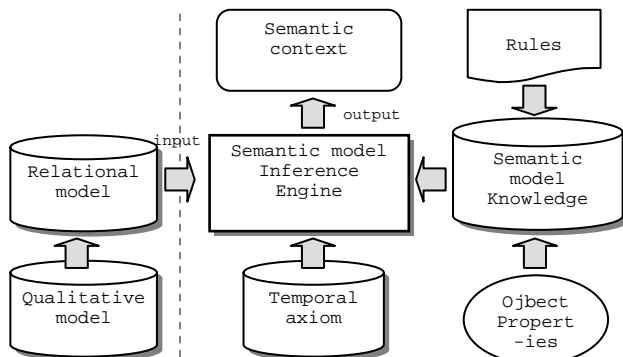 Semantic
context
Rules
input
output
Relational
model
Semantic model
Inference
Engine
Semantic
model
Knowledge
Qualitative
model
Temporal
axiom
Ojbect
Propert
-ies